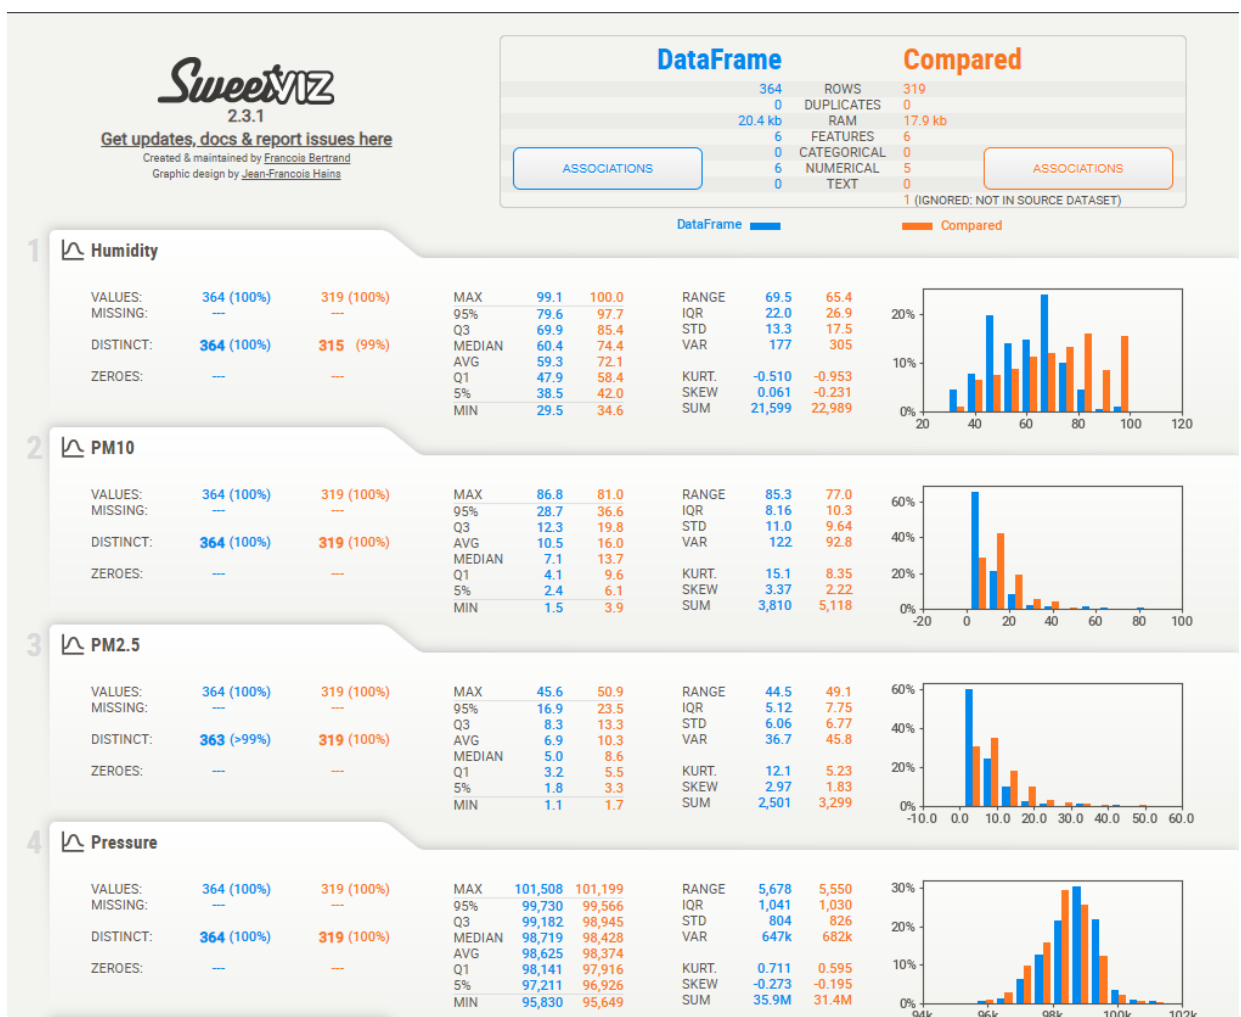 SweetVIZ
2.3.1
Get updates, docs & report issues here
Created & maintained by Francois Bertrand
Graphic design by Jean-Francois Hains
DataFrame Compared
364 ROWS 319
0 DUPLICATES 0
20.4 kb RAM 17.9 kb
6 FEATURES 6
0 CATEGORICAL 0
ASSOCIATIONS 6 NUMERICAL 5 ASSOCIATIONS
0 TEXT 0
1 (IGNORED: NOT IN SOURCE DATASET)
DataFrame Compared
1 Humidity
VALUES: 364 (100%) 319 (100%) MAX 99.1 100.0 RANGE 69.5 65.4
MISSING: --- --- 95% 79.6 97.7 IQR 22.0 26.9 20%
Q3 69.9 85.4 STD 13.3 17.5
DISTINCT: 364 (100%) 315 (99%) MEDIAN 60.4 74.4 VAR 177 305
AVG 59.3 72.1 10%
ZEROES: --- --- Q1 47.9 58.4 KURT. -0.510 -0.953
5% 38.5 42.0 SKEW 0.061 -0.231
MIN 29.5 34.6 SUM 21,599 22,989 0%
20 40 60 80 100 120
2 PM10
VALUES: 364 (100%) 319 (100%) MAX 86.8 81.0 RANGE 85.3 77.0 60%
MISSING: --- --- 95% 28.7 36.6 IQR 8.16 10.3
Q3 12.3 19.8 STD 11.0 9.64
DISTINCT: 364 (100%) 319 (100%) AVG 10.5 16.0 VAR 122 92.8 40%
MEDIAN 7.1 13.7
ZEROES: --- --- Q1 4.1 9.6 KURT. 15.1 8.35 20%
5% 2.4 6.1 SKEW 3.37 2.22
MIN 1.5 3.9 SUM 3,810 5,118 0%
-20 0 20 40 60 80 100
3 PM2.5
VALUES: 364 (100%) 319 (100%) MAX 45.6 50.9 RANGE 44.5 49.1 60%
MISSING: --- --- 95% 16.9 23.5 IQR 5.12 7.75
Q3 8.3 13.3 STD 6.06 6.77 40%
DISTINCT: 363 (>99%) 319 (100%) AVG 6.9 10.3 VAR 36.7 45.8
MEDIAN 5.0 8.6
ZEROES: --- --- Q1 3.2 5.5 KURT. 12.1 5.23 20%
5% 1.8 3.3 SKEW 2.97 1.83
MIN 1.1 1.7 SUM 2,501 3,299 0%
-10.0 0.0 10.0 20.0 30.0 40.0 50.0 60.0
4 Pressure
VALUES: 364 (100%) 319 (100%) MAX 101,508 101,199 RANGE 5,678 5,550 30%
MISSING: --- --- 95% 99,730 99,566 IQR 1,041 1,030
Q3 99,182 98,945 STD 804 826 20%
DISTINCT: 364 (100%) 319 (100%) MEDIAN 98,719 98,428 VAR 647k 682k
AVG 98,625 98,374
ZEROES: --- --- Q1 98,141 97,916 KURT. 0.711 0.595 10%
5% 97,211 96,926 SKEW -0.273 -0.195
MIN 95,830 95,649 SUM 35.9M 31.4M 0%
94k 96k 98k 100k 102k